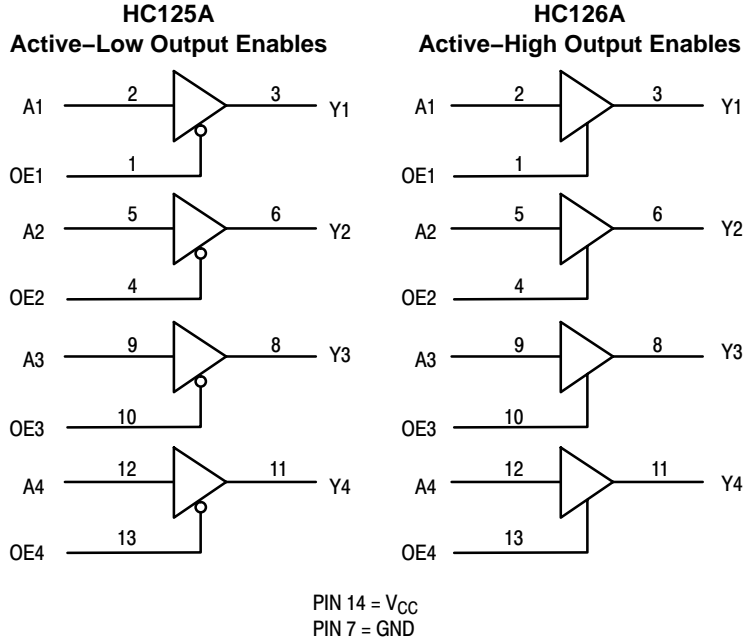 HC125A
Active–Low Output Enables
A1 2 3 Y1
OE1 1
A2 5 6 Y2
OE2 4
A3 9 8 Y3
OE3 10
A4 12 11 Y4
OE4 13
HC126A
Active–High Output Enables
A1 2 3 Y1
OE1 1
A2 5 6 Y2
OE2 4
A3 9 8 Y3
OE3 10
A4 12 11 Y4
OE4 13
PIN 14 = VCC
PIN 7 = GND